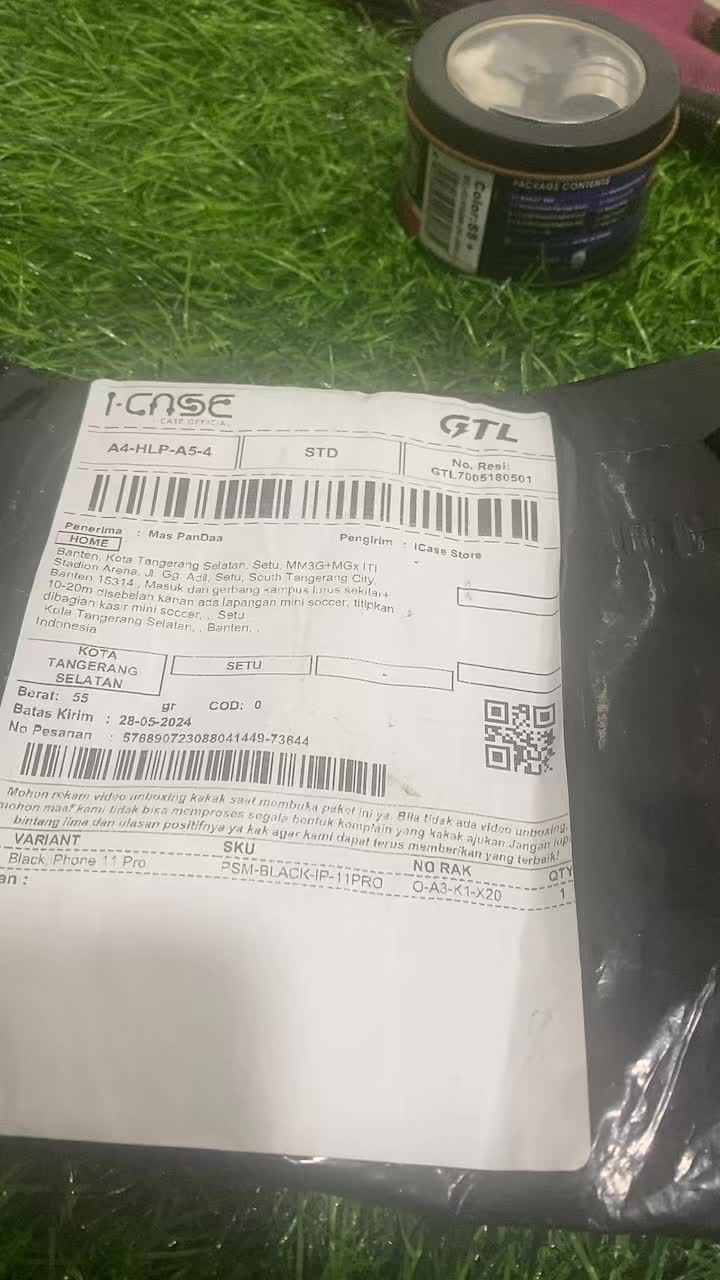 PACKAGE CONTENTS
I·CASE
CASE OFFICIAL
GTL
A4-HLP-A5-4
STD
No. Resi:
GTL7005180501
Penerima : Mas PanDaa
Pengirim : ICase Store
HOME
Banten, Kota Tangerang Selatan, Setu, MM3G+MGx ITI
Stadion Arena, Jl. Gg. Adil, Setu, South Tangerang City,
Banten 15314., Masuk dari gerbang kampus lurus sekitar+
10-20m disebelah kanan ada lapangan mini soccer, titipkan
dibagian kasir mini soccer, , Setu
Kota Tangerang Selatan, , Banten, ,
Indonesia
KOTA
TANGERANG
SELATAN
SETU
-
Berat: 55 gr COD: 0
Batas Kirim : 28-05-2024
No Pesanan : 576890723088041449-73644
Mohon rekam video unboxing kakak saat membuka paket ini ya. Bila tidak ada video unboxing,
mohon maaf kami tidak bisa memproses segala bentuk komplain yang kakak ajukan. Jangan lupa
bintang lima dan ulasan positifnya ya kak agar kami dapat terus memberikan yang terbaik!
VARIANT SKU NO RAK QTY
Black, iPhone 11 Pro PSM-BLACK-IP-11PRO O-A3-K1-X20 1
an :